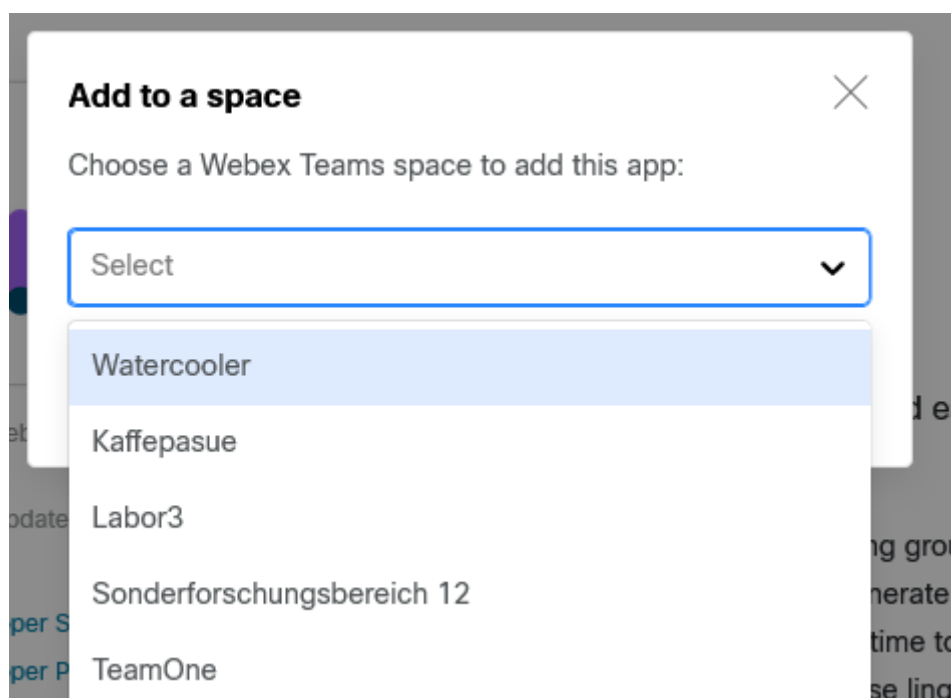 Add to a space
Choose a Webex Teams space to add this app:
Select
Watercooler
Kaffepasue
Labor3
Sonderforschungsbereich 12
TeamOne